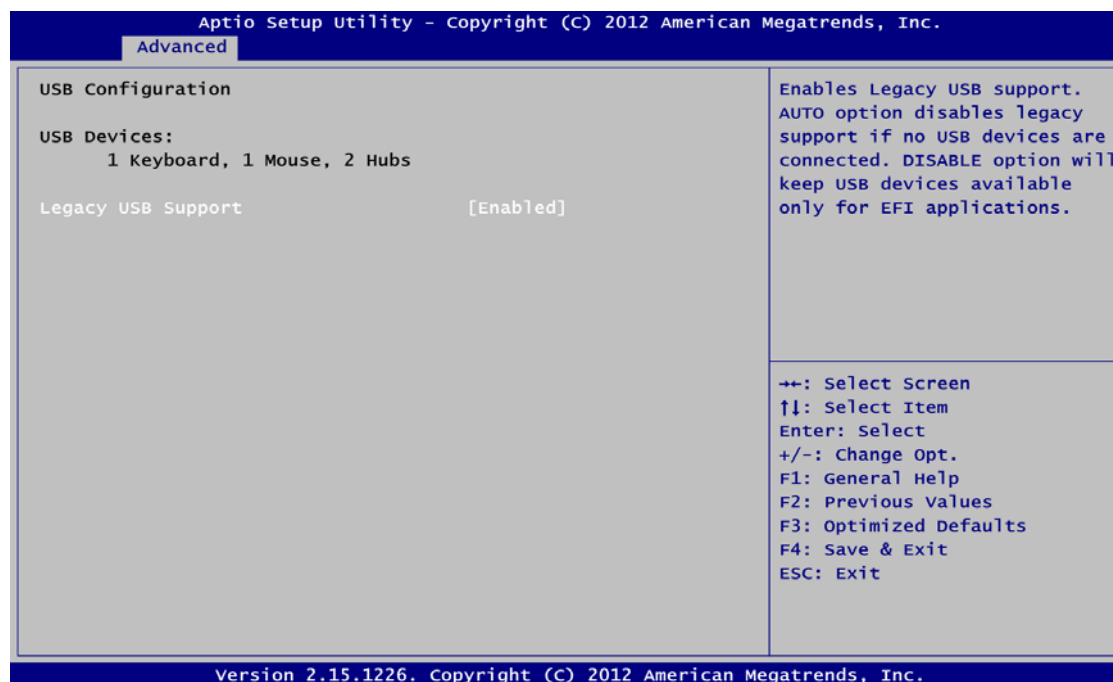 Aptio Setup Utility - Copyright (C) 2012 American Megatrends, Inc.
Advanced
USB Configuration
USB Devices:
1 Keyboard, 1 Mouse, 2 Hubs
Legacy USB Support [Enabled]
Enables Legacy USB support.
AUTO option disables legacy
support if no USB devices are
connected. DISABLE option will
keep USB devices available
only for EFI applications.
→←: Select Screen
↑↓: Select Item
Enter: Select
+/-: Change Opt.
F1: General Help
F2: Previous Values
F3: Optimized Defaults
F4: Save & Exit
ESC: Exit
Version 2.15.1226. Copyright (C) 2012 American Megatrends, Inc.